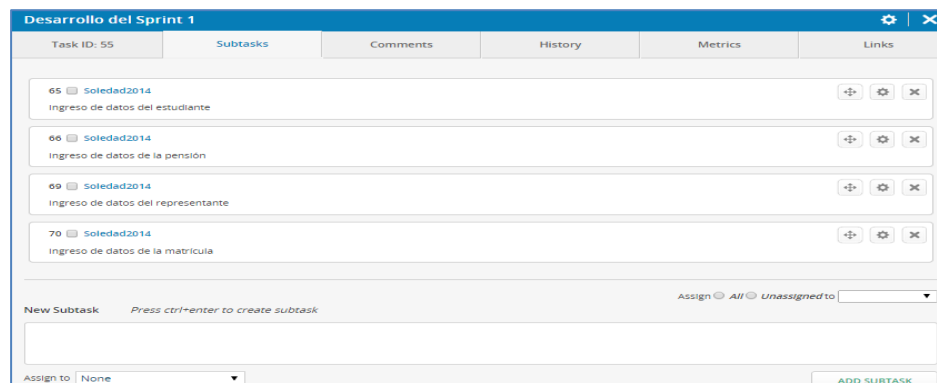 Desarrollo del Sprint 1
Task ID: 55 Subtasks Comments History Metrics Links
65 Soledad2014
Ingreso de datos del estudiante
66 Soledad2014
Ingreso de datos de la pensión
69 Soledad2014
Ingreso de datos del representante
70 Soledad2014
Ingreso de datos de la matrícula
Assign All Unassigned to
New Subtask Press ctrl+enter to create subtask
Assign to None ADD SUBTASK